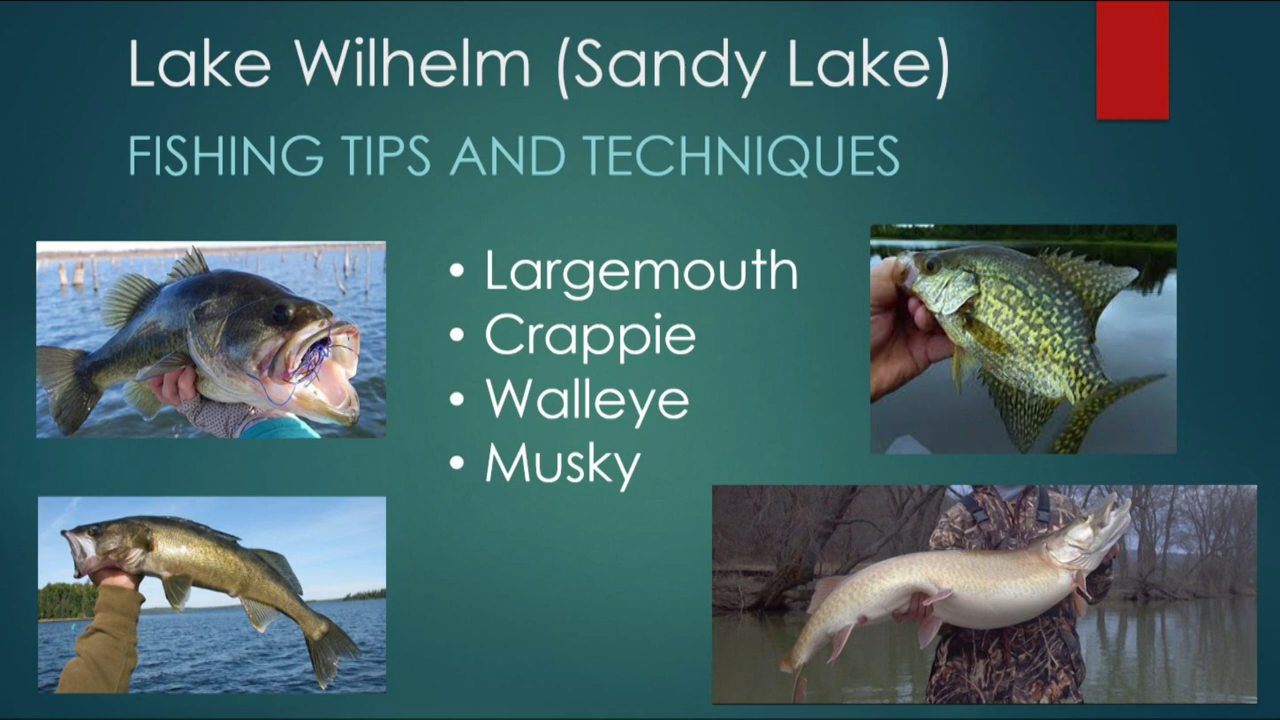 Lake Wilhelm (Sandy Lake)
FISHING TIPS AND TECHNIQUES
• Largemouth
• Crappie
• Walleye
• Musky